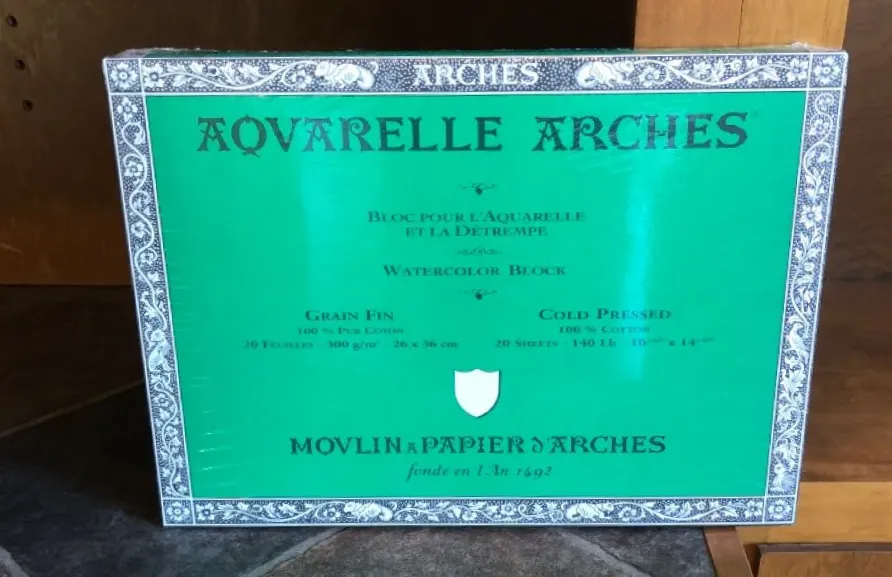 ARCHES
AQVARELLE ARCHES
BLOC POUR L'AQUARELLE
ET LA DÉTREMPE
WATERCOLOR BLOCK
GRAIN FIN
100 % PUR COTON
20 FEUILLES - 300 g/m² 26 x 36 cm
COLD PRESSED
100 % COTTON
20 SHEETS - 140 Lb 10 x 14
MOVLIN A PAPIER d'ARCHES
fondé en l'An 1492